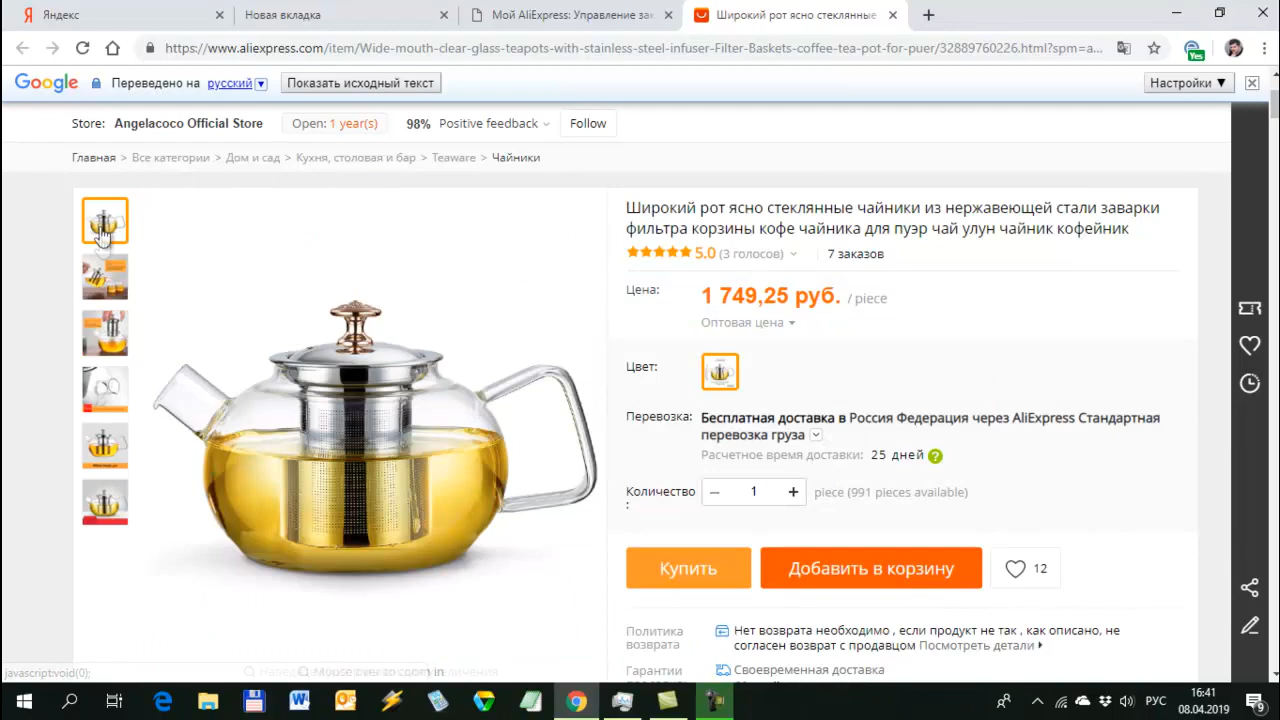 Яндекс
Новая вкладка
Мой AliExpress: Управление зак
Широкий рот ясно стеклянные
https://www.aliexpress.com/item/Wide-mouth-clear-glass-teapots-with-stainless-steel-infuser-Filter-Baskets-coffee-tea-pot-for-puer/32889760226.html?spm=a...
Yes
Google Переведено на русский Показать исходный текст Настройки
Store: Angelacoco Official Store Open: 1 year(s) 98% Positive feedback Follow
Главная > Все категории > Дом и сад > Кухня, столовая и бар > Teaware > Чайники
Широкий рот ясно стеклянные чайники из нержавеющей стали заварки
фильтра корзины кофе чайника для пуэр чай улун чайник кофейник
5.0 (3 голосов) 7 заказов
Цена: 1 749,25 руб. / piece
Оптовая цена
Цвет:
Перевозка: Бесплатная доставка в Россия Федерация через AliExpress Стандартная
перевозка груза
Расчетное время доставки: 25 дней ?
Количество
:
1 piece (991 pieces available)
Купить Добавить в корзину 12
Политика
возврата
Нет возврата необходимо , если продукт не так , как описано, не
согласен возврат с продавцом Посмотреть детали
Гарантии Своевременная доставка
javascript:void(0);
РУС
16:41
08.04.2019
9